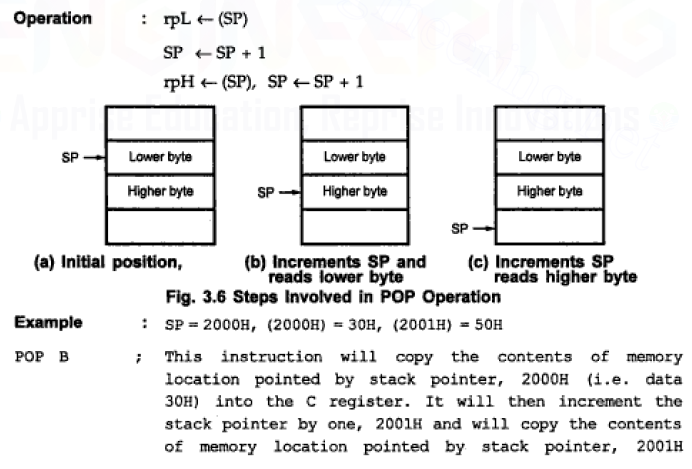 Operation : rpL ← (SP)
SP ← SP + 1
rpH ← (SP), SP ← SP + 1
Apprise Education, Reprise Innovations
SP Lower byte Higher byte
SP Lower byte Higher byte
SP Lower byte Higher byte
(a) Initial position,
(b) Increments SP and reads lower byte
(c) Increments SP reads higher byte
Fig. 3.6 Steps Involved in POP Operation
Example : SP = 2000H, (2000H) = 30H, (2001H) = 50H
POP B ; This instruction will copy the contents of memory
location pointed by stack pointer, 2000H (i.e. data
30H) into the C register. It will then increment the
stack pointer by one, 2001H and will copy the contents
of memory location pointed by stack pointer, 2001H